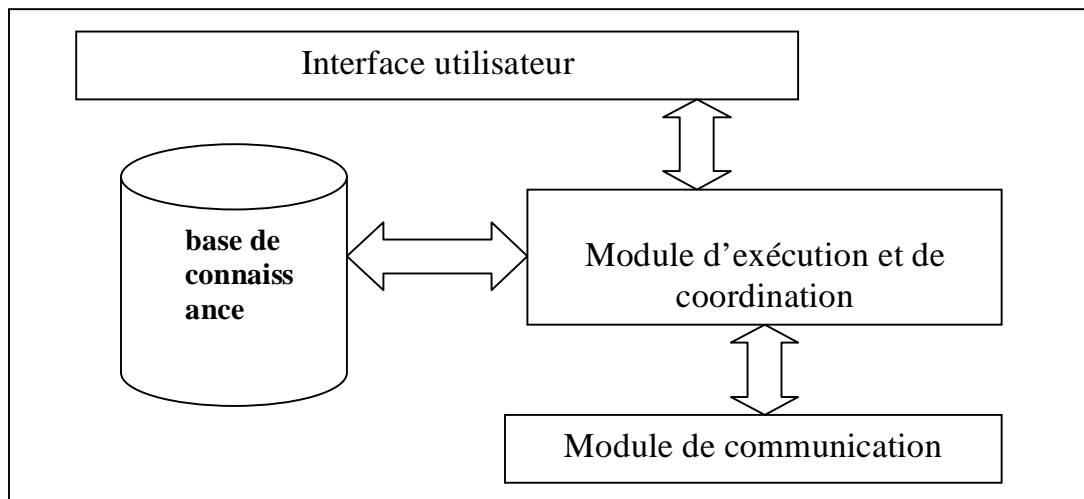 Interface utilisateur
base de
connaiss
ance
Module d’exécution et de
coordination
Module de communication